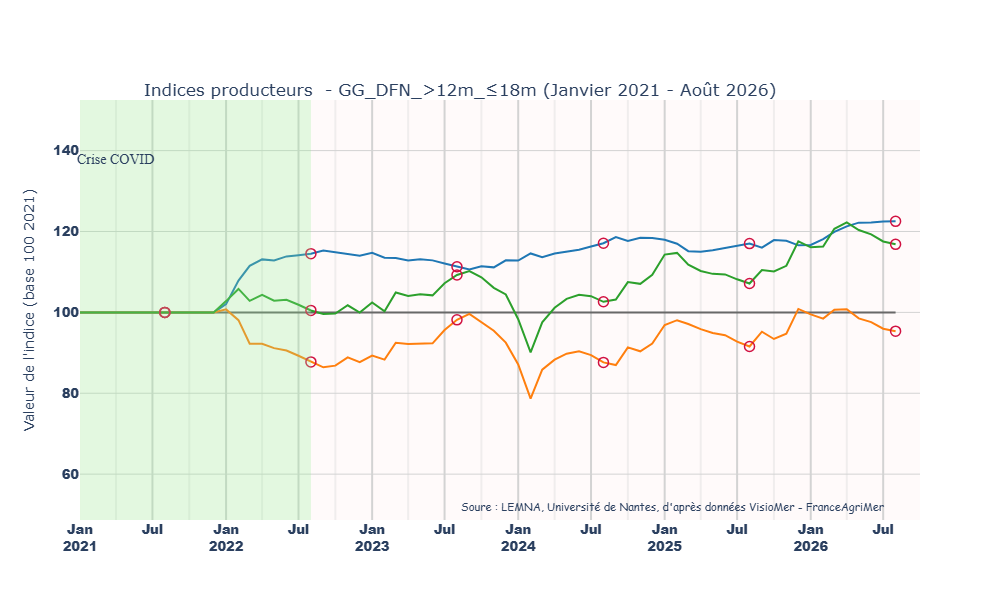 Indices producteurs - GG_DFN_>12m_≤18m (Janvier 2021 - Août 2026)
Valeur de l'indice (base 100 2021)
140
120
100
80
60
Crise COVID
Soure : LEMNA, Université de Nantes, d'après données VisioMer - FranceAgriMer
Jan Jul Jan Jul Jan Jul Jan Jul Jan Jul Jan Jul
2021 2022 2023 2024 2025 2026